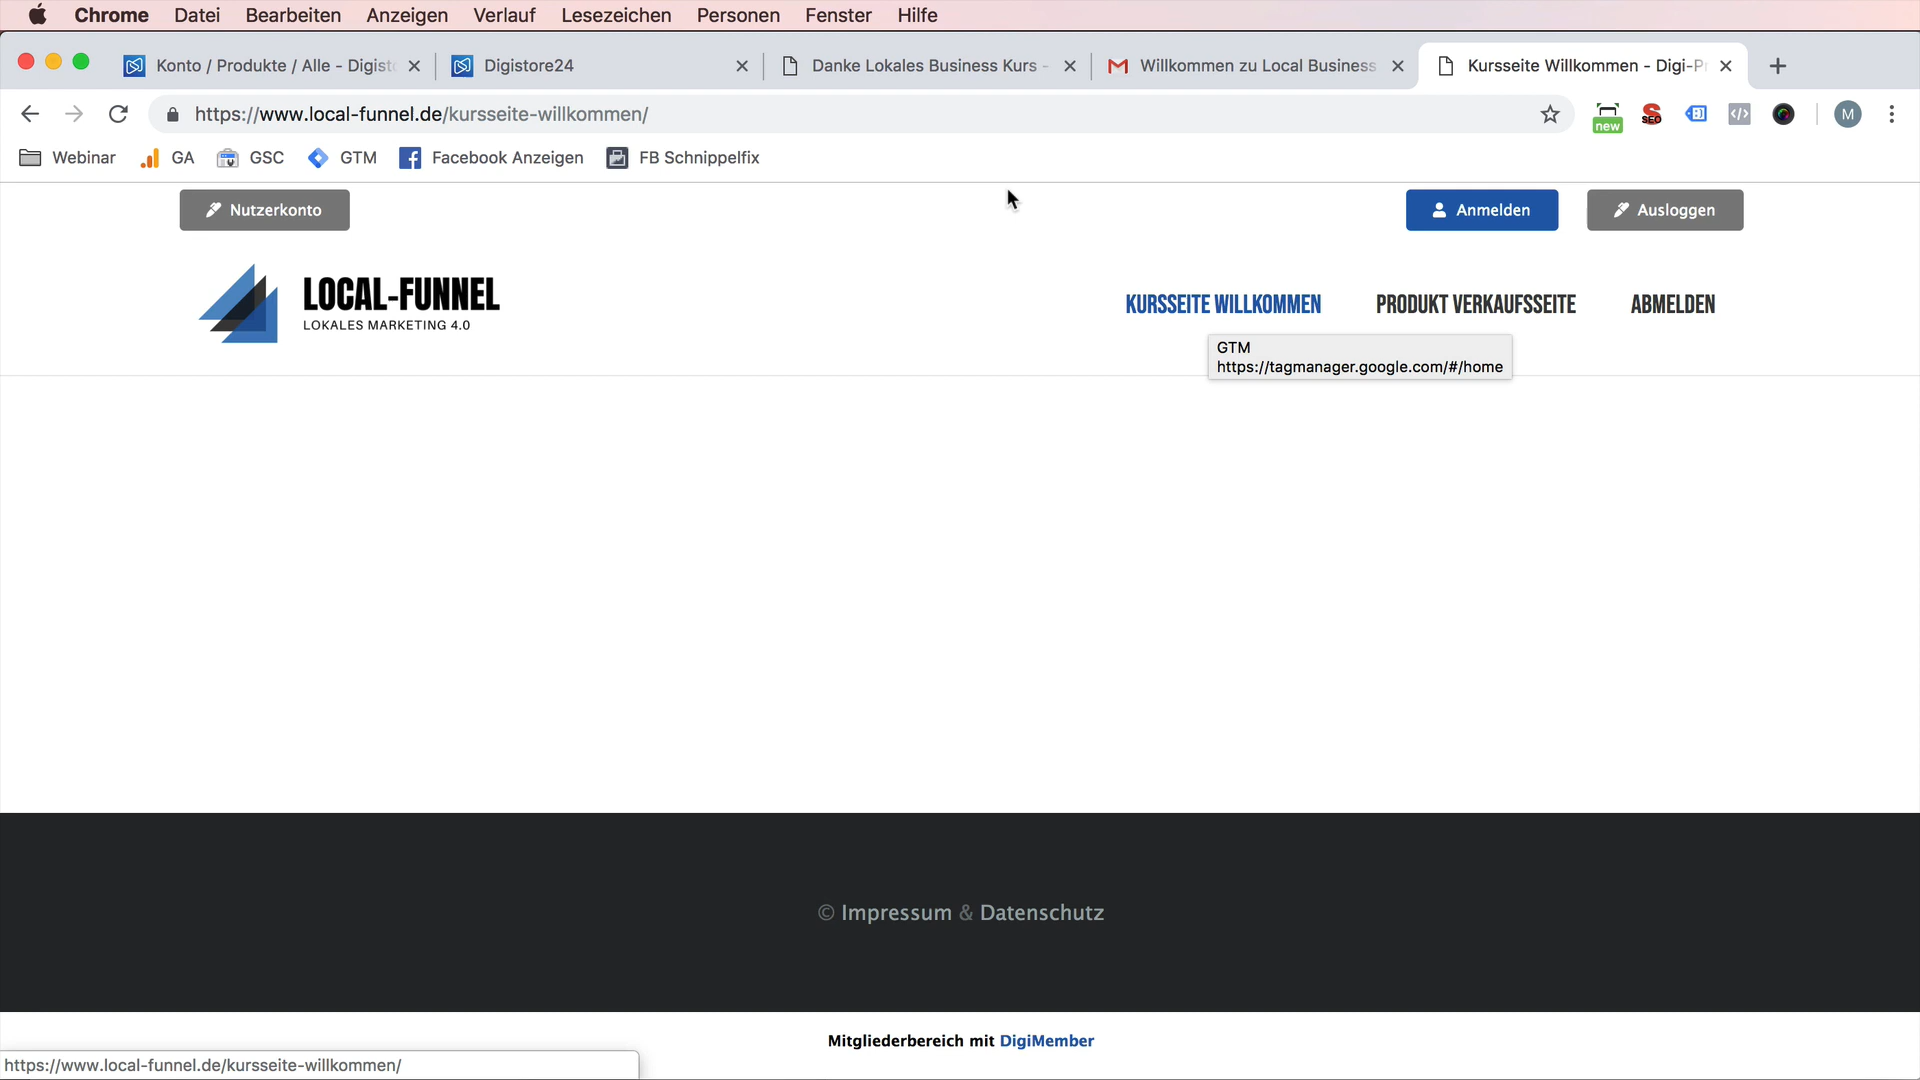 Chrome Datei Bearbeiten Anzeigen Verlauf Lesezeichen Personen Fenster Hilfe
Konto / Produkte / Alle - Digist
Digistore24
Danke Lokales Business Kurs -
Willkommen zu Local Business
Kursseite Willkommen - Digi-P
https://www.local-funnel.de/kursseite-willkommen/
new
SEO
M
Webinar
GA
GSC
GTM
Facebook Anzeigen
FB Schnippelfix
Nutzerkonto
Anmelden
Ausloggen
LOCAL-FUNNEL
LOKALES MARKETING 4.0
KURSSEITE WILLKOMMEN
PRODUKT VERKAUFSSEITE
ABMELDEN
GTM
https://tagmanager.google.com/#/home
© Impressum & Datenschutz
Mitgliederbereich mit DigiMember
https://www.local-funnel.de/kursseite-willkommen/